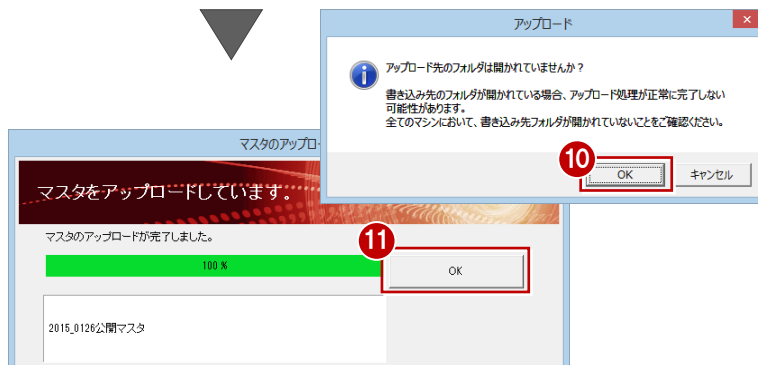 アップロード
アップロード先のフォルダは開かれていませんか?
書き込み先のフォルダが開かれている場合、アップロード処理が正常に完了しない
可能性があります。
全てのマシンにおいて、書き込み先フォルダが開かれていないことをご確認ください。
10
OK
キャンセル
マスタのアップロ
マスタをアップロードしています。
マスタのアップロードが完了しました。
11
100 %
OK
2015_0126公開マスタ